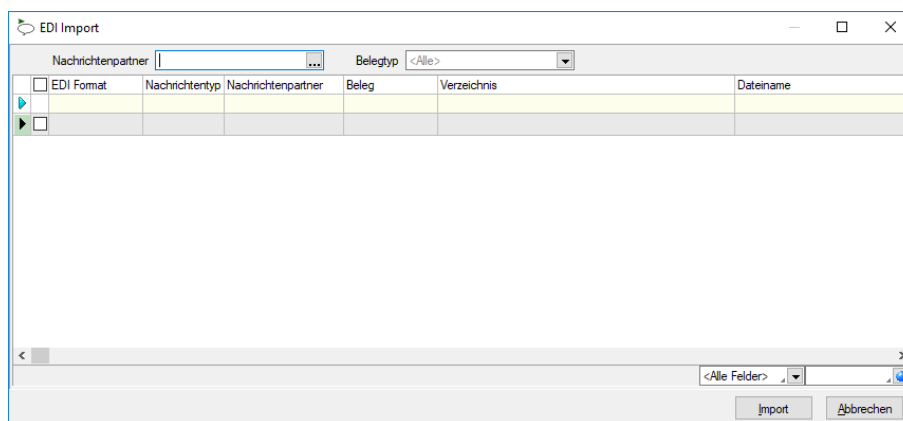 EDI Import
Nachrichtenpartner ... Belegtyp <Alle>
EDI Format Nachrichtentyp Nachrichtenpartner Beleg Verzeichnis Dateiname
<Alle Felder>
Import Abbrechen